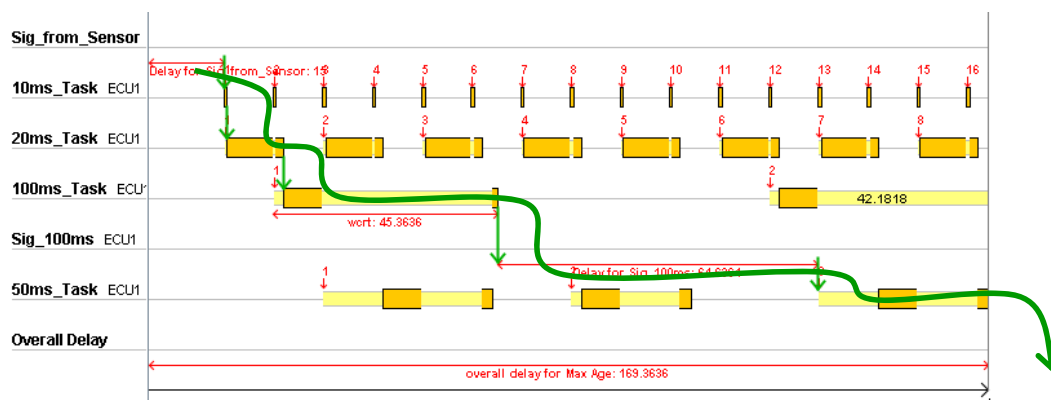 Sig_from_Sensor
Delay for Sig_from_Sensor: 15
1 2 3 4 5 6 7 8 9 10 11 12 13 14 15 16
10ms_Task ECU1
1 2 3 4 5 6 7 8
20ms_Task ECU1
1 2
100ms_Task ECU1
42.1818
wcrt: 45.3636
Sig_100ms ECU1
Delay for Sig_100ms:
1 2 3
50ms_Task ECU1
Overall Delay
overall delay for Max Age: 169.3636